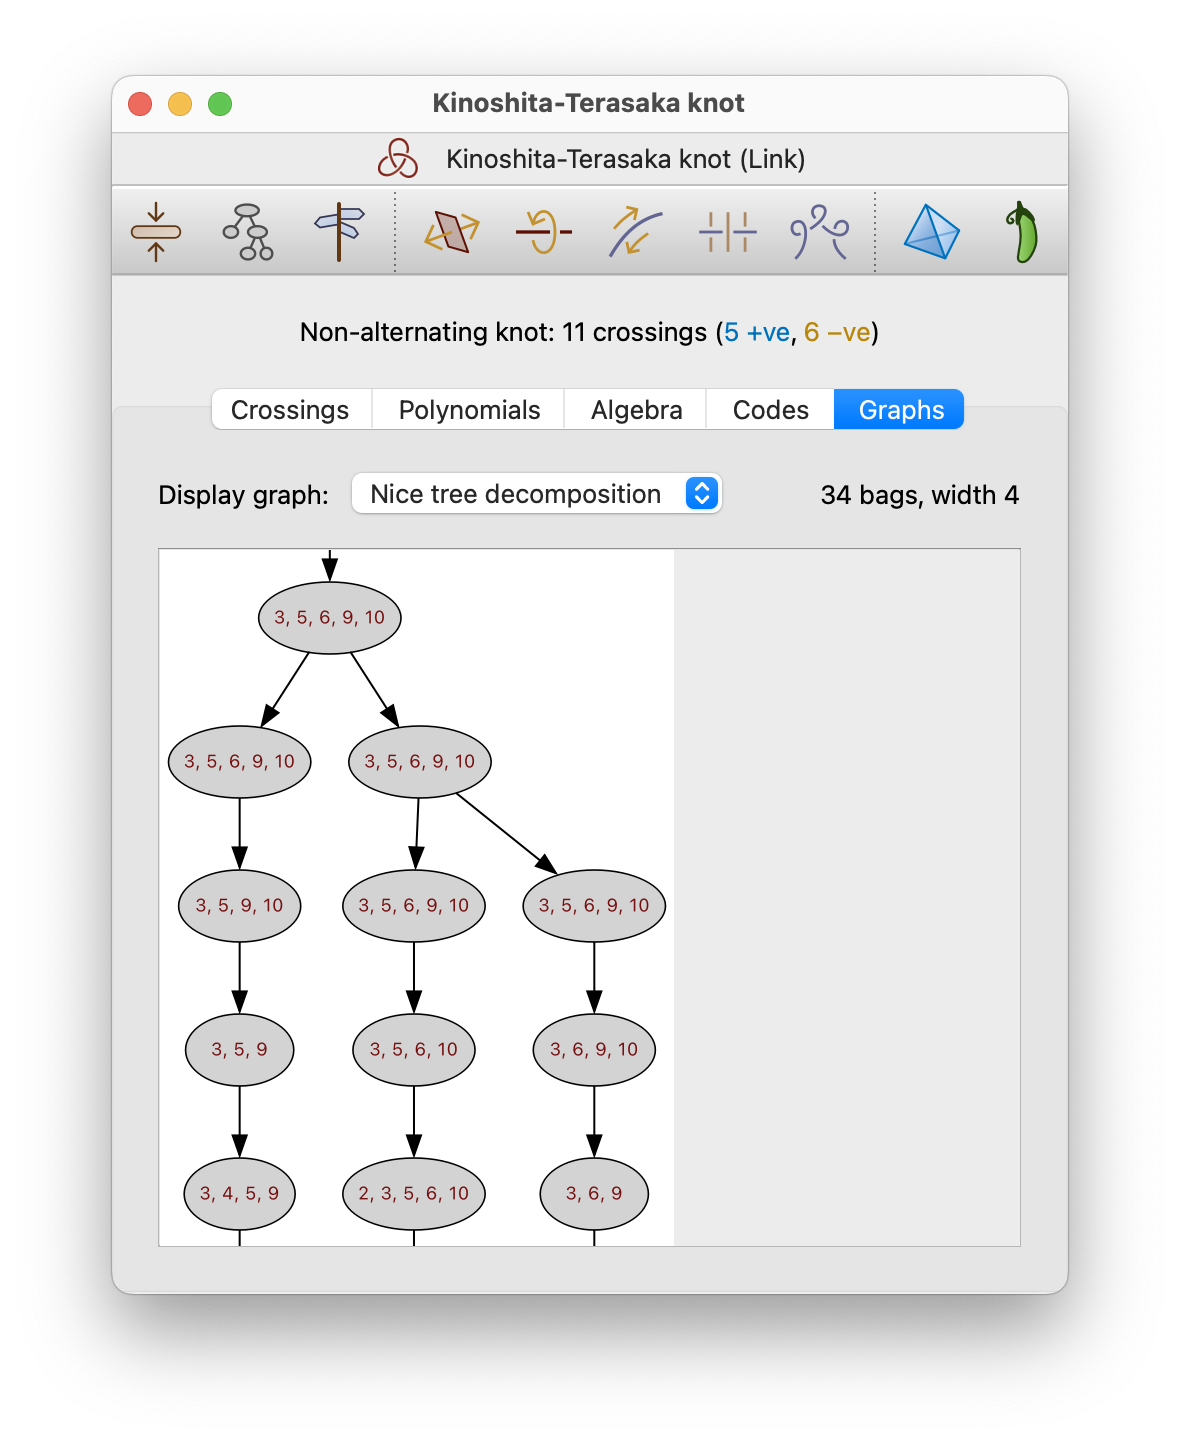 Kinoshita-Terasaka knot
Kinoshita-Terasaka knot (Link)
Non-alternating knot: 11 crossings (5 +ve, 6 −ve)
Crossings Polynomials Algebra Codes Graphs
Display graph: Nice tree decomposition 34 bags, width 4
3, 5, 6, 9, 10
3, 5, 6, 9, 10 3, 5, 6, 9, 10
3, 5, 9, 10 3, 5, 6, 9, 10 3, 5, 6, 9, 10
3, 5, 9 3, 5, 6, 10 3, 6, 9, 10
3, 4, 5, 9 2, 3, 5, 6, 10 3, 6, 9